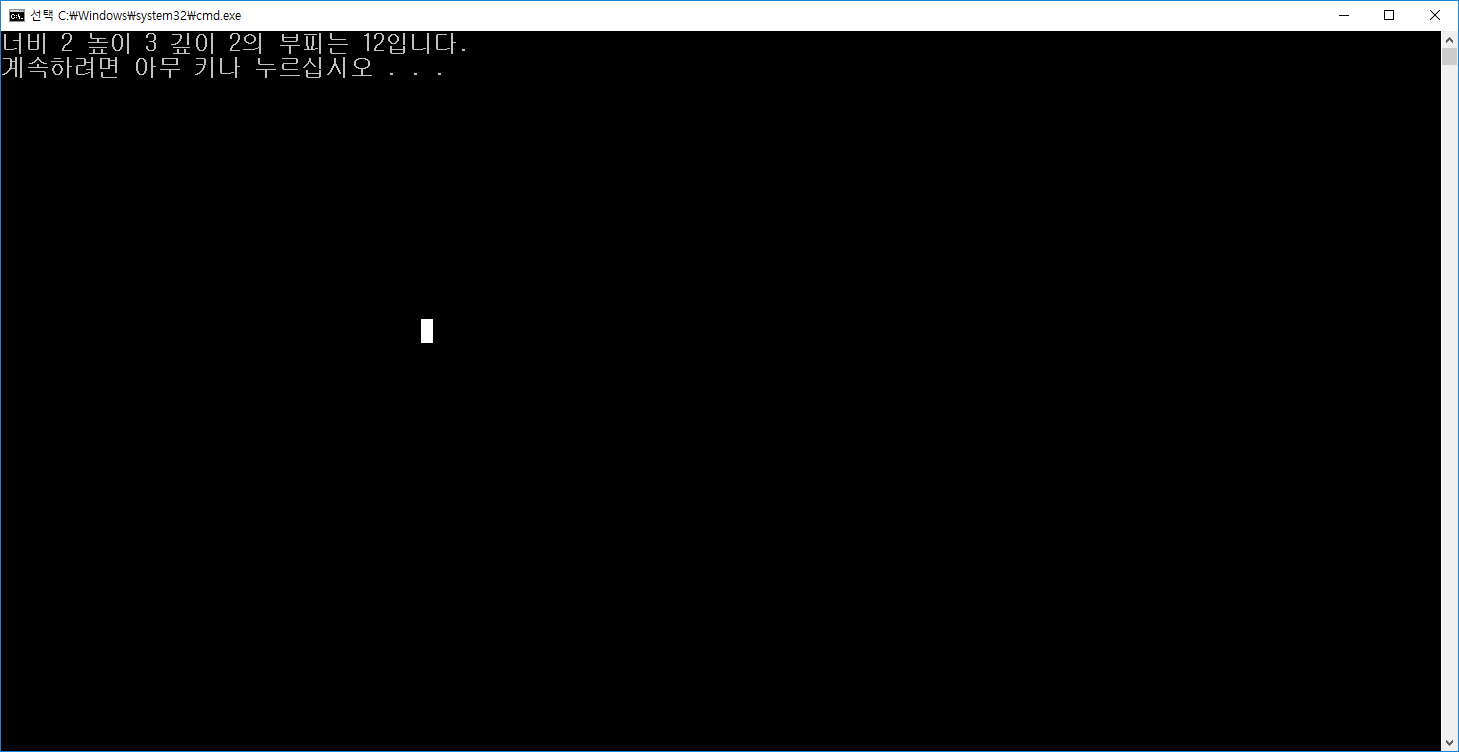 선택 C:₩Windows₩system32₩cmd.exe
너비 2 높이 3 깊이 2의 부피는 12입니다.
계속하려면 아무 키나 누르십시오 . . .